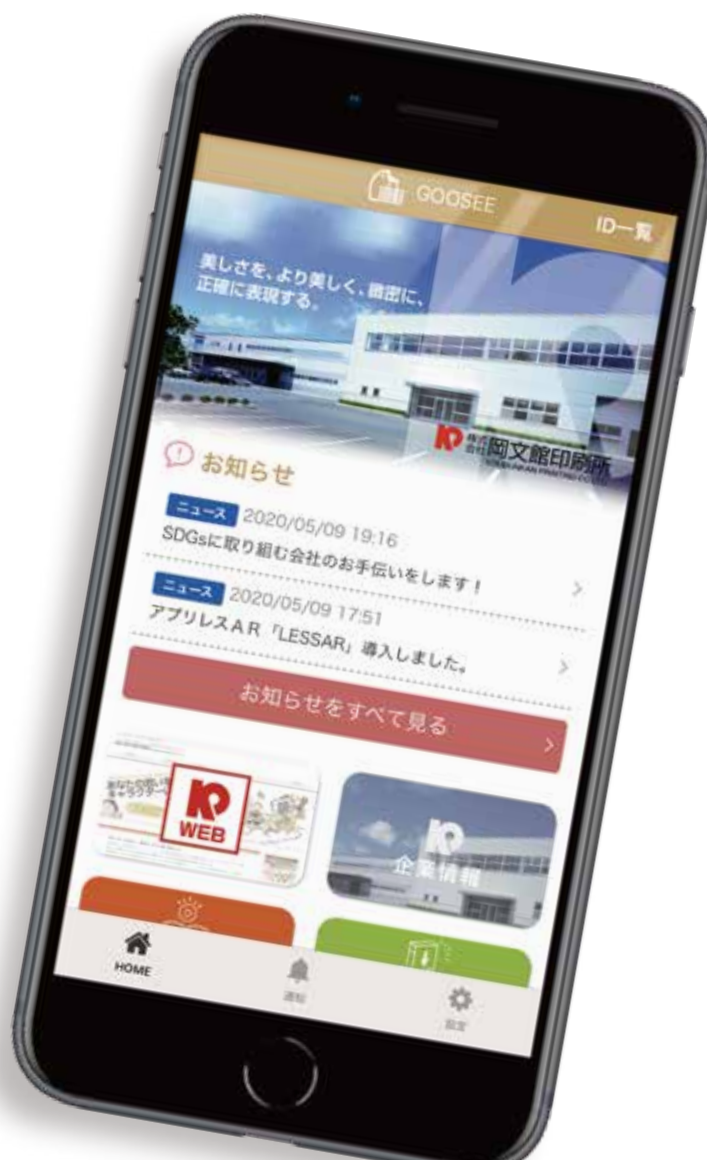 GOOSEE
ID一覧
美しさを、より美しく、緻密に、
正確に表現する。
株式会社 岡文館印刷所
お知らせ
ニュース 2020/05/09 19:16
SDGsに取り組む会社のお手伝いをします！
ニュース 2020/05/09 17:51
アプリレスAR「LESSAR」導入しました。
お知らせをすべて見る
WEB
企業情報
HOME
通知
設定